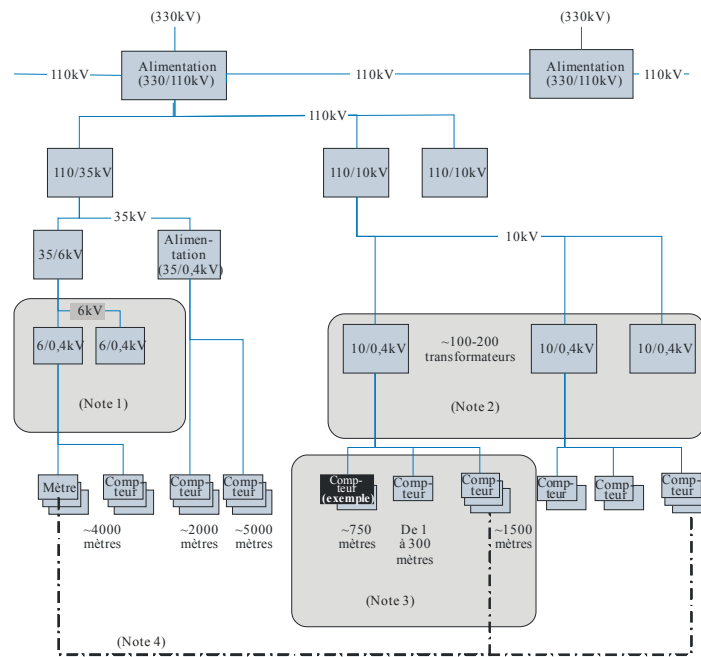 (330kV)
(330kV)
Alimentation
(330/110kV)
Alimentation
(330/110kV)
110kV
110kV
110kV
110kV
110/35kV
110/10kV
110/10kV
35kV
10kV
35/6kV
Alimen-
tation
(35/0,4kV)
6kV
6/0,4kV
6/0,4kV
10/0,4kV
~100-200
transformateurs
10/0,4kV
10/0,4kV
(Note 1)
(Note 2)
Mètre
Comp-
teur
Comp-
teur
Comp-
teur
Comp-
teur
(exemple)
Comp-
teur
Comp-
teur
Comp-
teur
Comp-
teur
Comp-
teur
~4000
mètres
~2000
mètres
~5000
mètres
~750
mètres
De 1
à 300
mètres
~1500
mètres
(Note 3)
(Note 4)